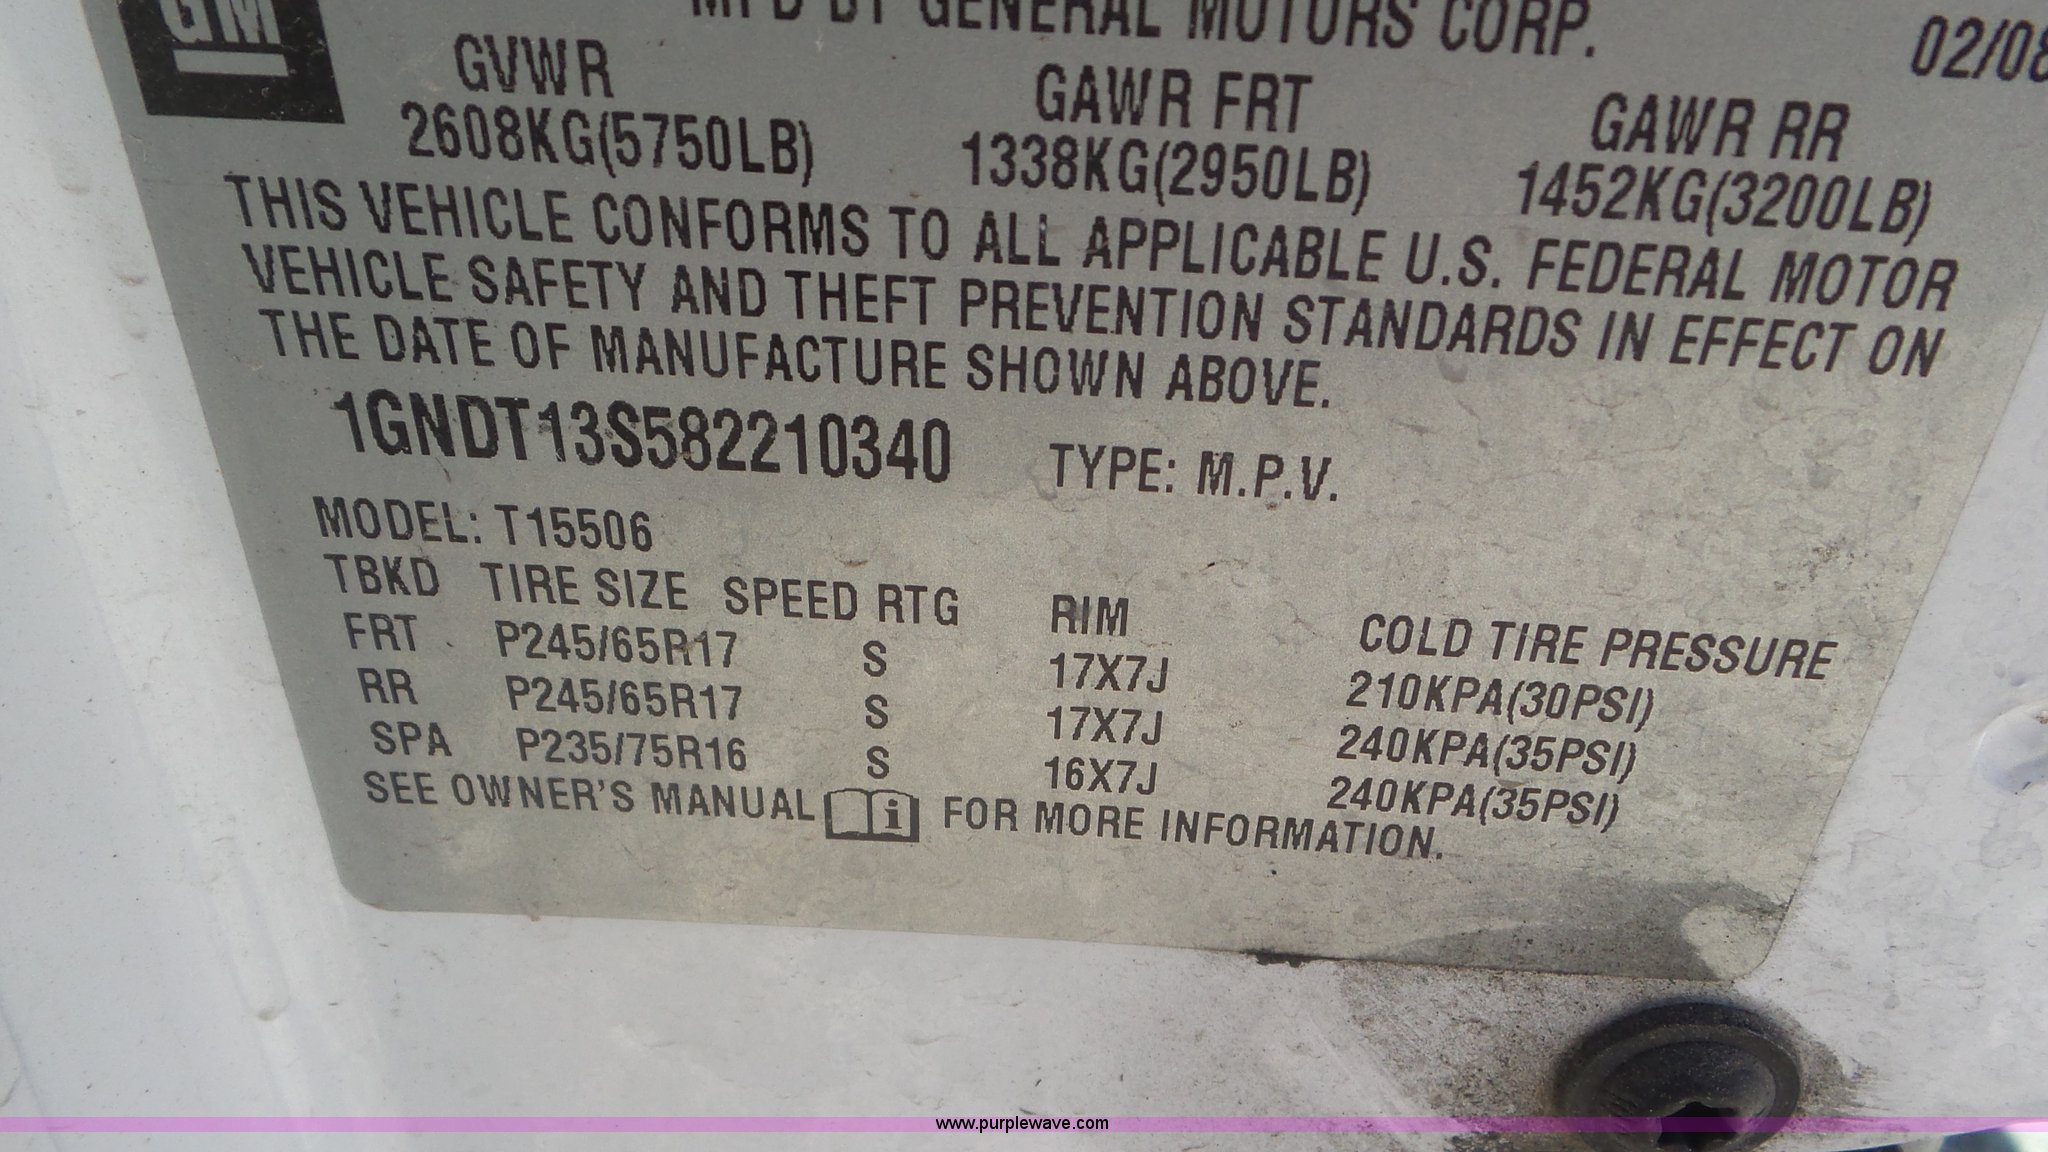 GM
MFD BY GENERAL MOTORS CORP.
02/08
GVWR GAWR FRT GAWR RR
2608KG(5750LB) 1338KG(2950LB) 1452KG(3200LB)
THIS VEHICLE CONFORMS TO ALL APPLICABLE U.S. FEDERAL MOTOR
VEHICLE SAFETY AND THEFT PREVENTION STANDARDS IN EFFECT ON
THE DATE OF MANUFACTURE SHOWN ABOVE.
1GNDT13S582210340 TYPE: M.P.V.
MODEL: T15506
TBKD TIRE SIZE SPEED RTG RIM COLD TIRE PRESSURE
FRT P245/65R17 S 17X7J 210KPA(30PSI)
RR P245/65R17 S 17X7J 240KPA(35PSI)
SPA P235/75R16 S 16X7J 240KPA(35PSI)
SEE OWNER'S MANUAL i FOR MORE INFORMATION.
www.purplewave.com